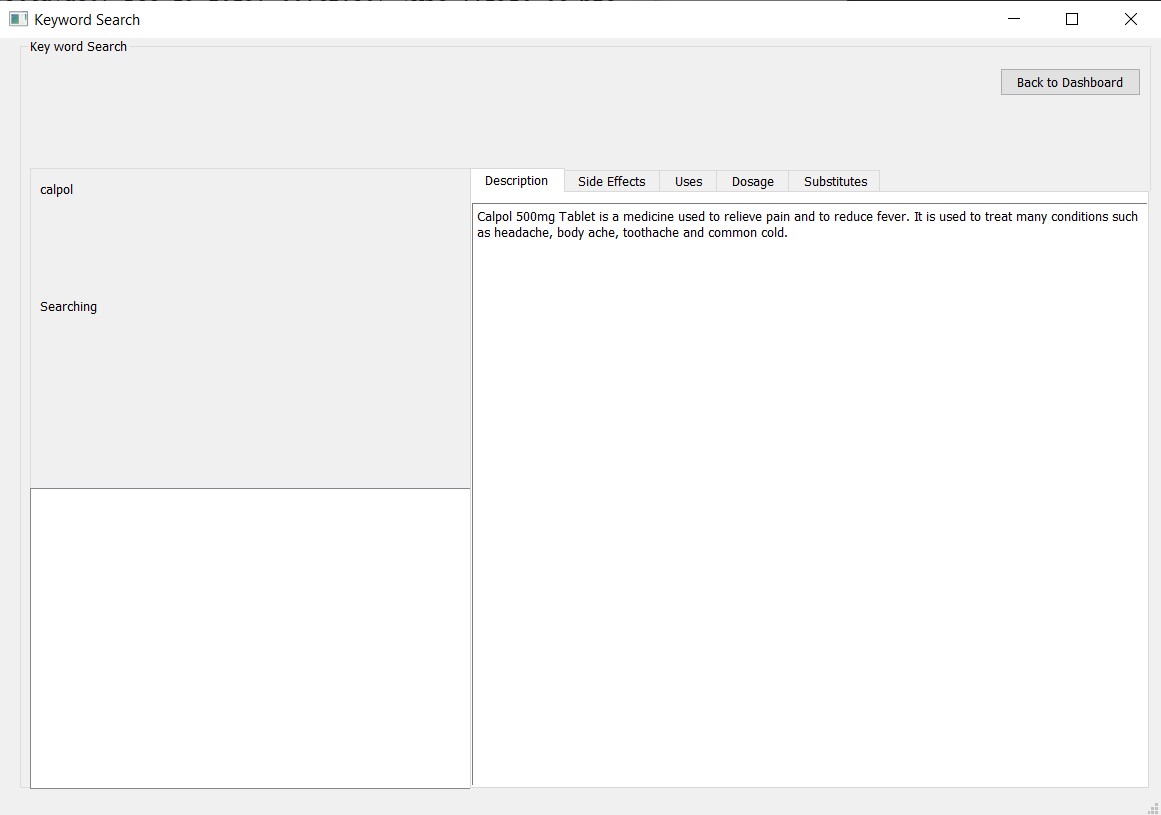 Keyword Search
Key word Search
Back to Dashboard
calpol
Searching
Description
Side Effects
Uses
Dosage
Substitutes
Calpol 500mg Tablet is a medicine used to relieve pain and to reduce fever. It is used to treat many conditions such
as headache, body ache, toothache and common cold.